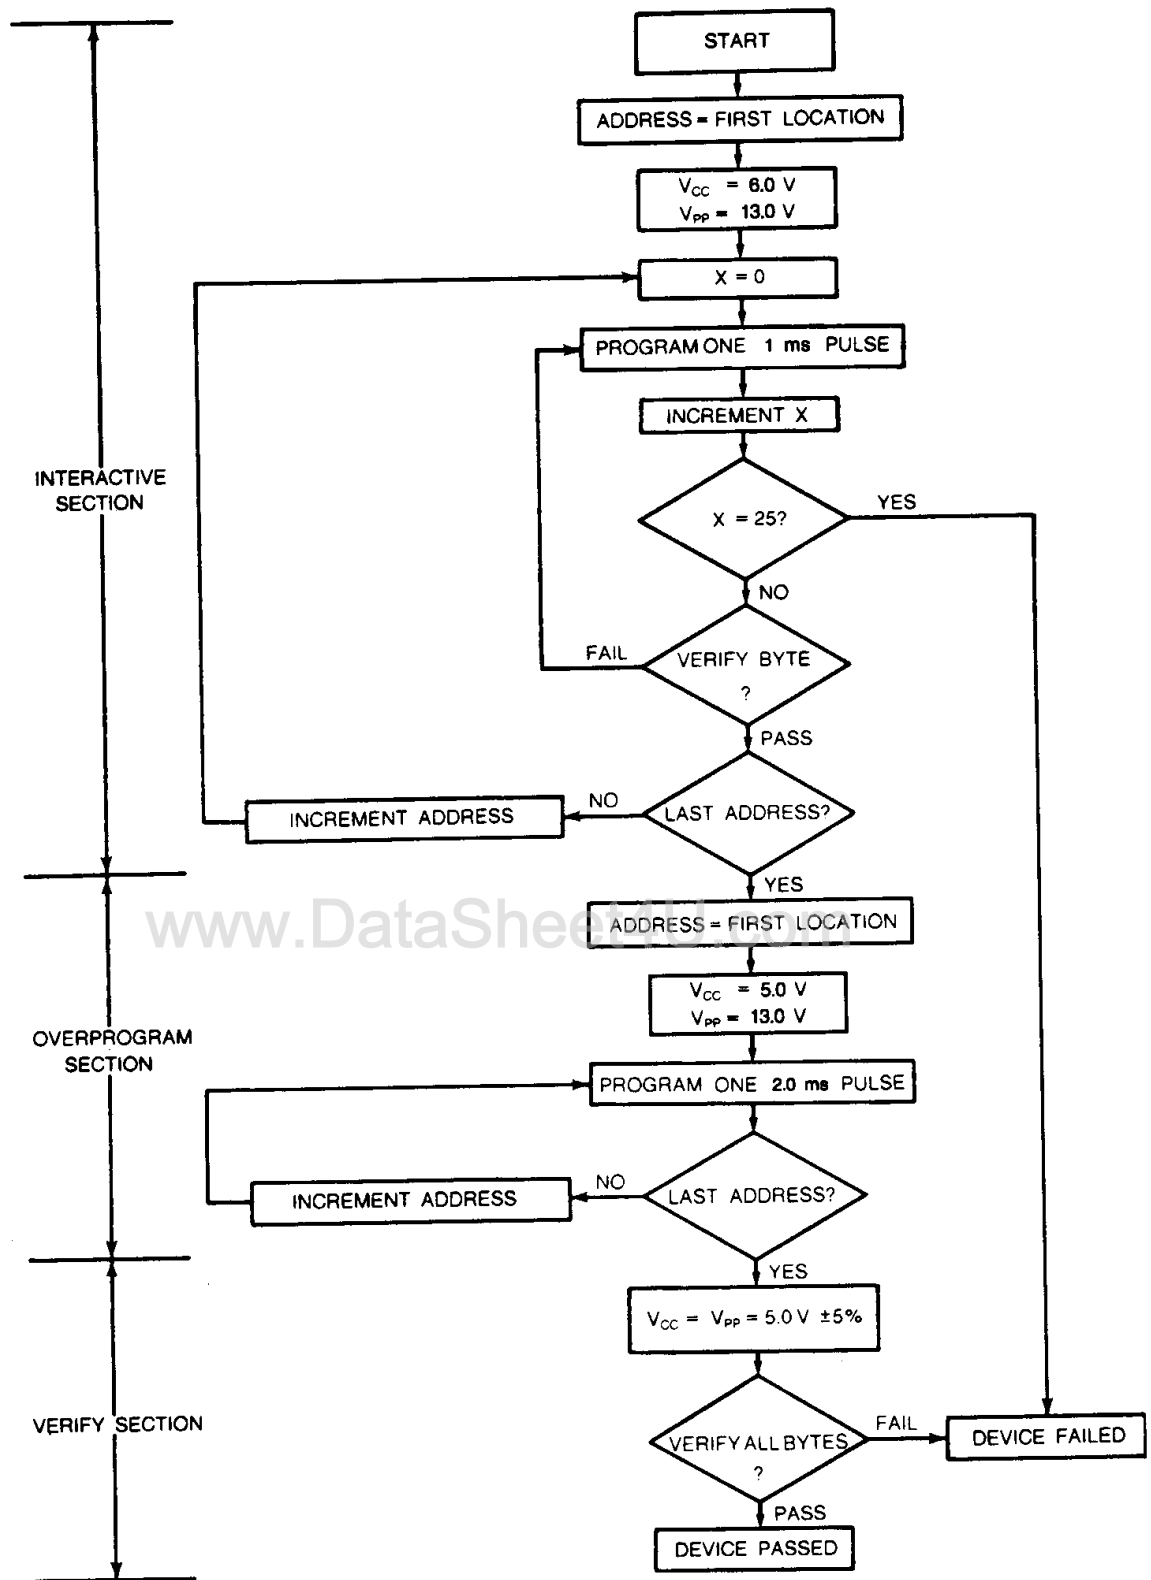 START
ADDRESS = FIRST LOCATION
VCC = 6.0 V
VPP = 13.0 V
X = 0
PROGRAM ONE 1 ms PULSE
INCREMENT X
INTERACTIVE
SECTION
X = 25?
YES
NO
FAIL
VERIFY BYTE
?
PASS
LAST ADDRESS?
NO
INCREMENT ADDRESS
YES
ADDRESS = FIRST LOCATION
www.DataSheet4U.com
VCC = 5.0 V
VPP = 13.0 V
OVERPROGRAM
SECTION
PROGRAM ONE 2.0 ms PULSE
LAST ADDRESS?
NO
INCREMENT ADDRESS
YES
VCC = VPP = 5.0 V ±5%
VERIFY SECTION
VERIFY ALL BYTES
?
FAIL
DEVICE FAILED
PASS
DEVICE PASSED